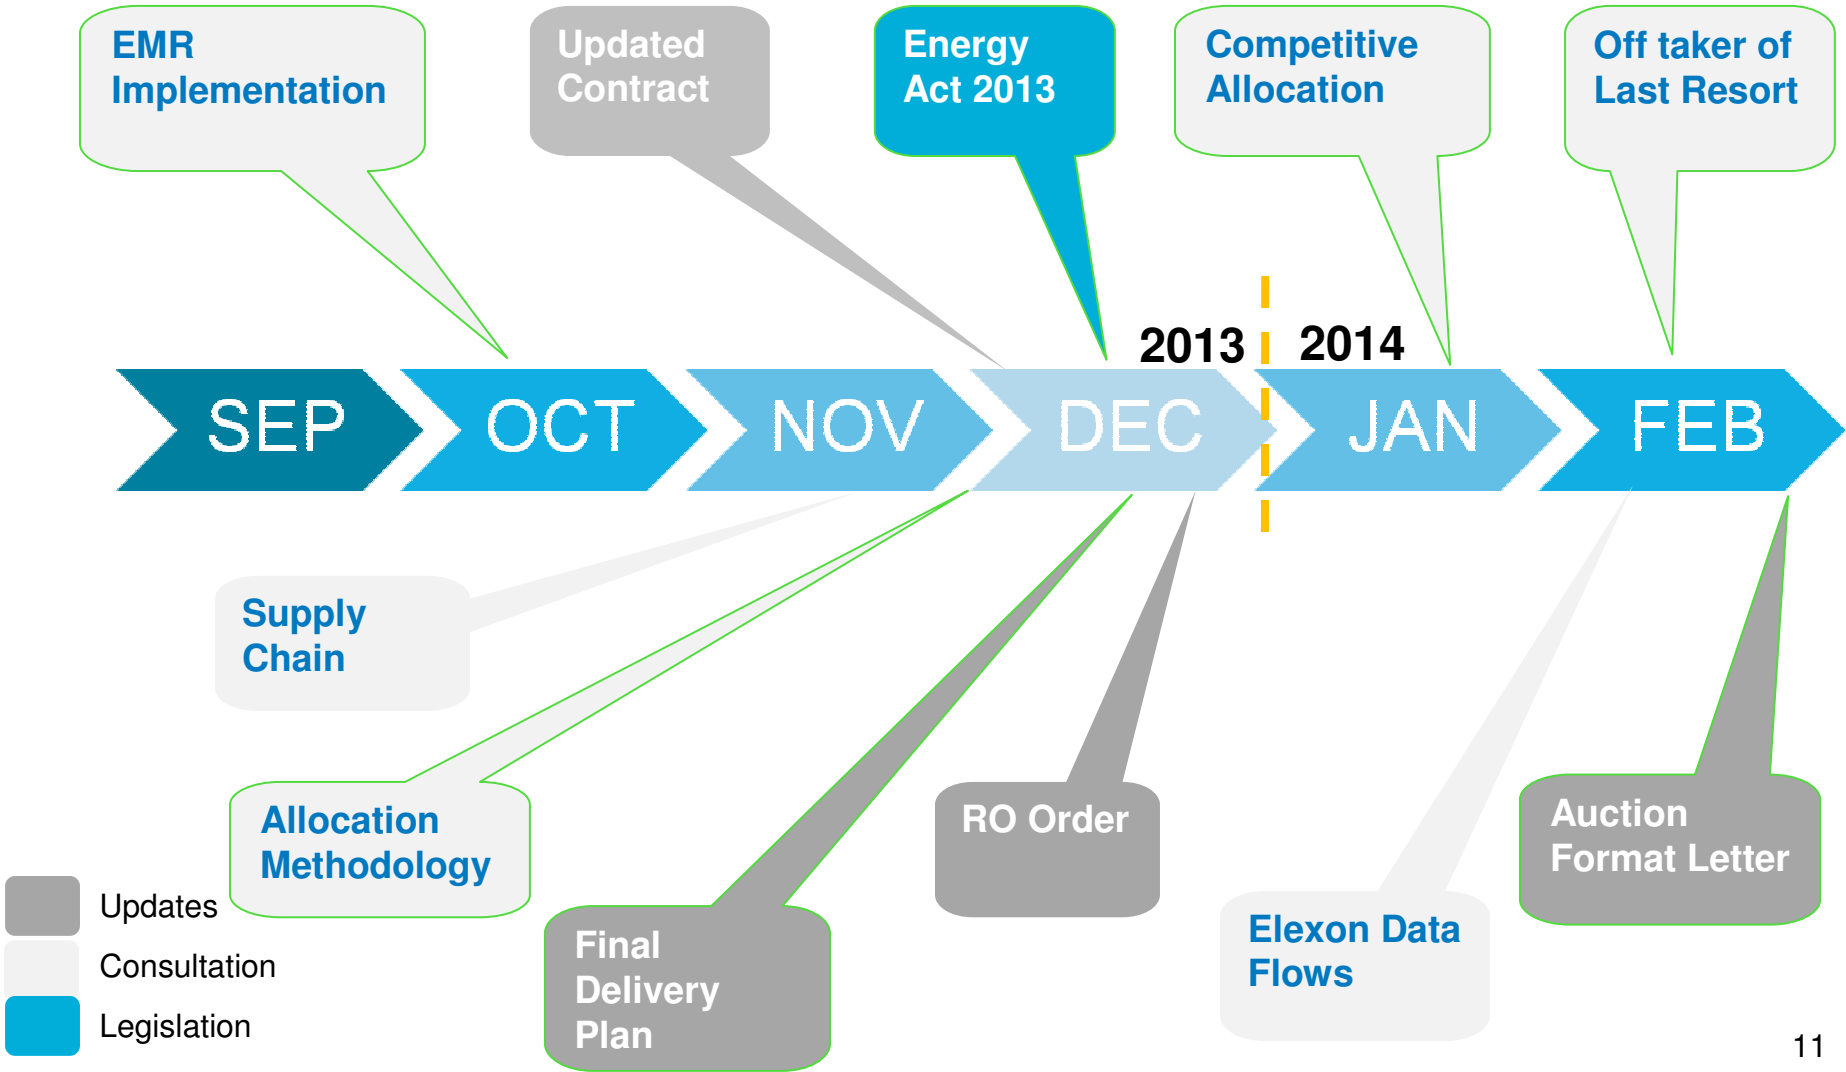 EMR
Implementation
Updated
Contract
Energy
Act 2013
Competitive
Allocation
Off taker of
Last Resort
2013
2014
SEP
OCT
NOV
DEC
JAN
FEB
Supply
Chain
Allocation
Methodology
Final
Delivery
Plan
RO Order
Elexon Data
Flows
Auction
Format Letter
Updates
Consultation
Legislation
11